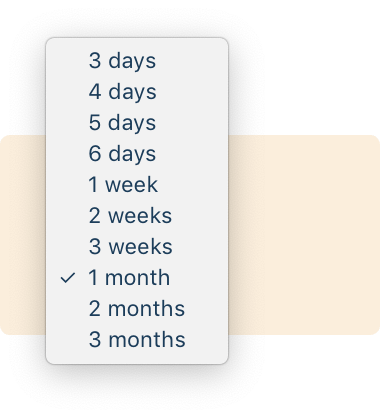 3 days
4 days
5 days
6 days
1 week
2 weeks
3 weeks
✓ 1 month
2 months
3 months